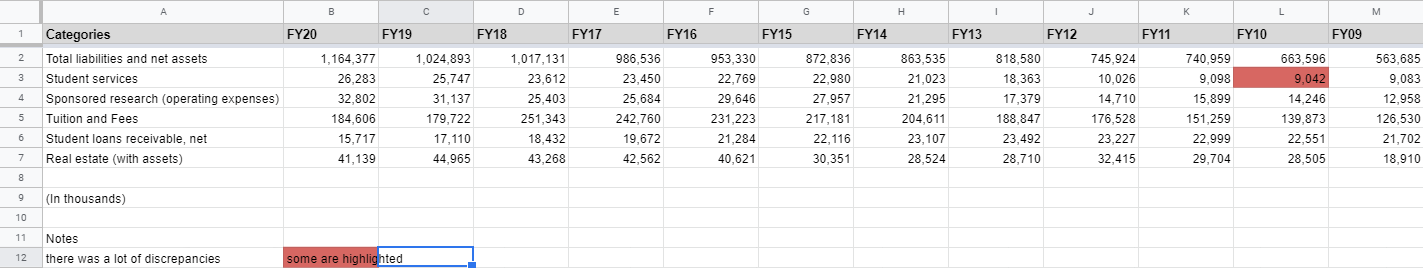 A B C D E F G H I J K L M
1 Categories FY20 FY19 FY18 FY17 FY16 FY15 FY14 FY13 FY12 FY11 FY10 FY09
2 Total liabilities and net assets 1,164,377 1,024,893 1,017,131 986,536 953,330 872,836 863,535 818,580 745,924 740,959 663,596 563,685
3 Student services 26,283 25,747 23,612 23,450 22,769 22,980 21,023 18,363 10,026 9,098 9,042 9,083
4 Sponsored research (operating expenses) 32,802 31,137 25,403 25,684 29,646 27,957 21,295 17,379 14,710 15,899 14,246 12,958
5 Tuition and Fees 184,606 179,722 251,343 242,760 231,223 217,181 204,611 188,847 176,528 151,259 139,873 126,530
6 Student loans receivable, net 15,717 17,110 18,432 19,672 21,284 22,116 23,107 23,492 23,227 22,999 22,551 21,702
7 Real estate (with assets) 41,139 44,965 43,268 42,562 40,621 30,351 28,524 28,710 32,415 29,704 28,505 18,910
8
9 (In thousands)
10
11 Notes
12 there was a lot of discrepancies some are highlighted